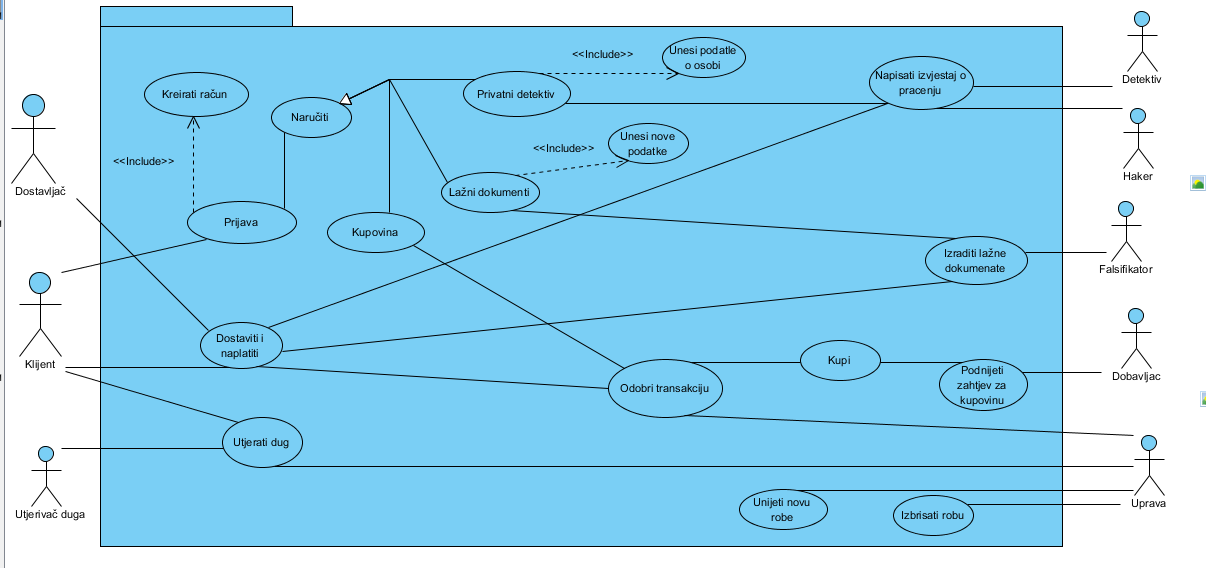 <<Include>>
Unesi podatle
o osobi
Detektiv
Kreirati račun
Naručiti
Privatni detektiv
Napisati izvjestaj o
pracenju
<<Include>>
<<Include>>
Unesi nove
podatke
Haker
Dostavljač
Lažni dokumenti
Prijava
Kupovina
Izraditi lažne
dokumenate
Falsifikator
Dostaviti i
naplatiti
Klijent
Odobri transakciju
Kupi
Podnijeti
zahtjev za
kupovinu
Dobavljac
Utjerati dug
Utjerivač duga
Unijeti novu
robe
Izbrisati robu
Uprava